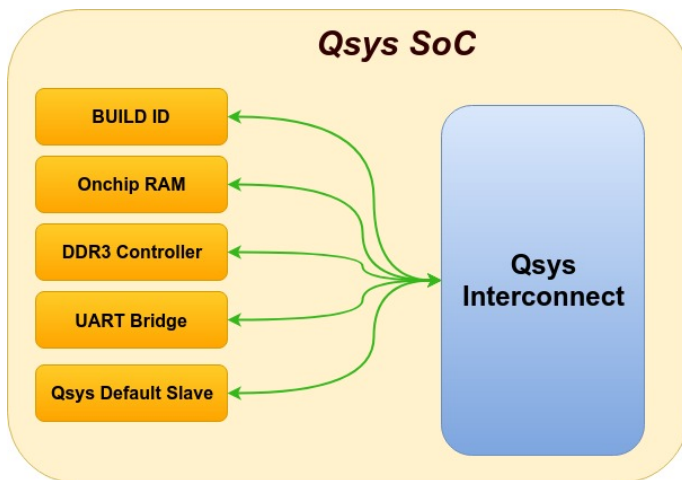 Qsys SoC
BUILD ID
Onchip RAM
DDR3 Controller
UART Bridge
Qsys Default Slave
Qsys
Interconnect